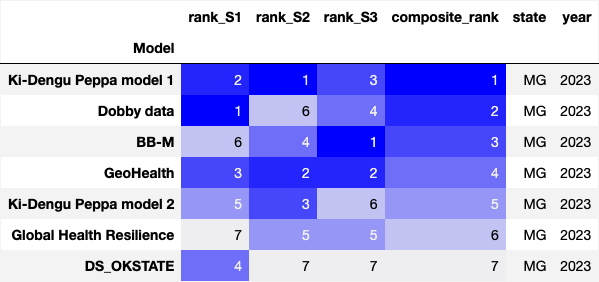 rank_S1 rank_S2 rank_S3 composite_rank state year
Model
Ki-Dengu Peppa model 1 2 1 3 1 MG 2023
Dobby data 1 6 4 2 MG 2023
BB-M 6 4 1 3 MG 2023
GeoHealth 3 2 2 4 MG 2023
Ki-Dengu Peppa model 2 5 3 6 5 MG 2023
Global Health Resilience 7 5 5 6 MG 2023
DS_OKSTATE 4 7 7 7 MG 2023